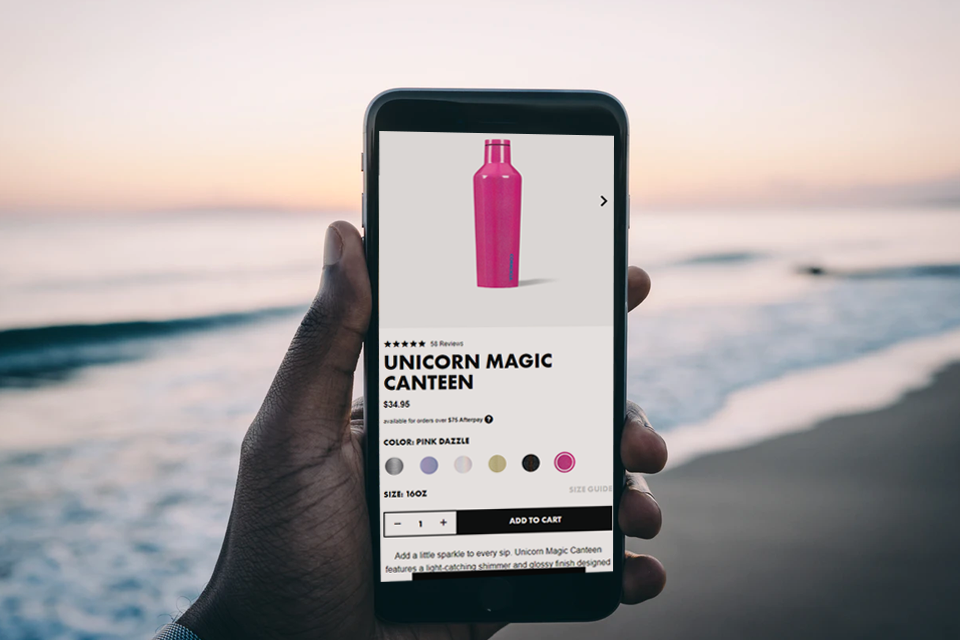 ★★★★★ 58 Reviews
UNICORN MAGIC
CANTEEN
$34.95
available for orders over $75 Afterpay ?
COLOR: PINK DAZZLE
SIZE: 16OZ SIZE GUIDE
− 1 + ADD TO CART
Add a little sparkle to every sip. Unicorn Magic Canteen
features a light-catching shimmer and glossy finish designed